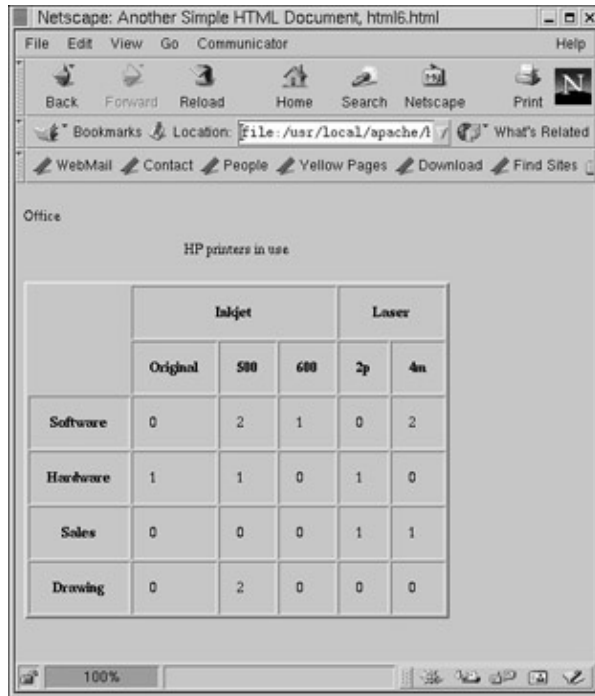 Netscape: Another Simple HTML Document, html6.html
File Edit View Go Communicator Help
Back Forward Reload Home Search Netscape Print
N
Bookmarks Location: file:/usr/local/apache/h What's Related
WebMail Contact People Yellow Pages Download Find Sites
Office
HP printers in use
Inkjet Laser
Original 500 600 2p 4m
Software 0 2 1 0 2
Hardware 1 1 0 1 0
Sales 0 0 0 1 1
Drawing 0 2 0 0 0
100%